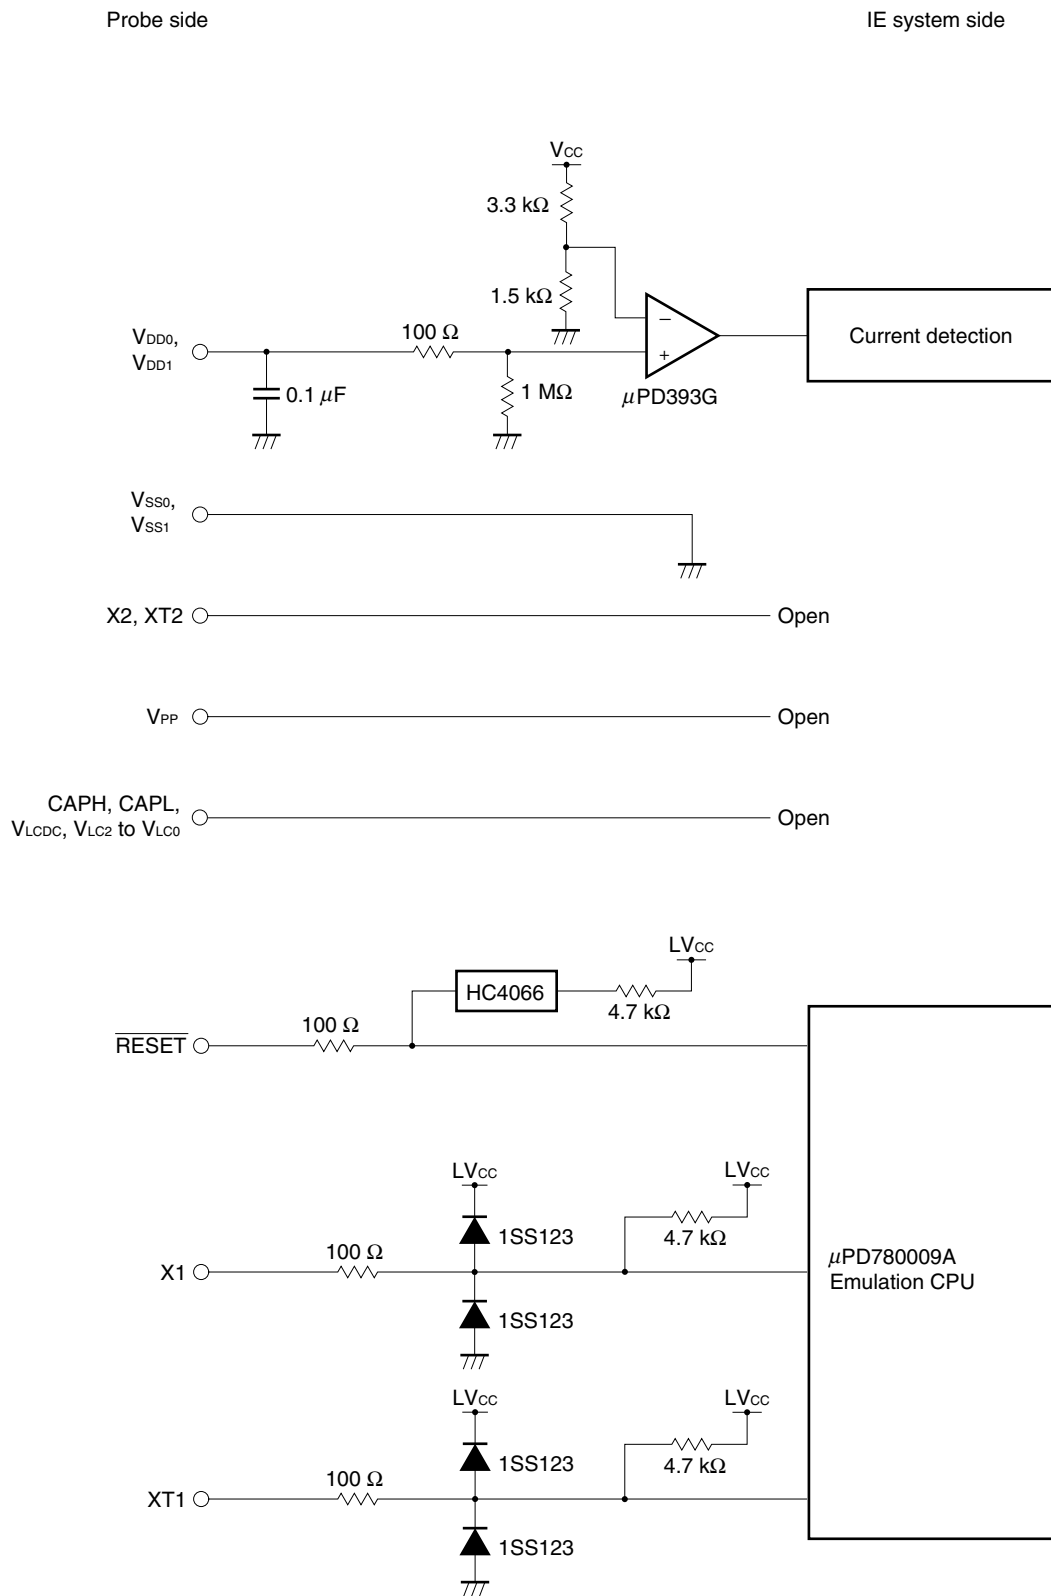 Probe side
IE system side
VCC
3.3 kΩ
1.5 kΩ
VDD0,
VDD1
100 Ω
0.1 μF
1 MΩ
−
+
μPD393G
Current detection
VSS0,
VSS1
X2, XT2
Open
VPP
Open
CAPH, CAPL,
VLCDC, VLC2 to VLC0
Open
LVCC
HC4066
4.7 kΩ
100 Ω
RESET
LVCC
LVCC
1SS123
4.7 kΩ
100 Ω
X1
1SS123
μPD780009A
Emulation CPU
LVCC
LVCC
1SS123
4.7 kΩ
100 Ω
XT1
1SS123